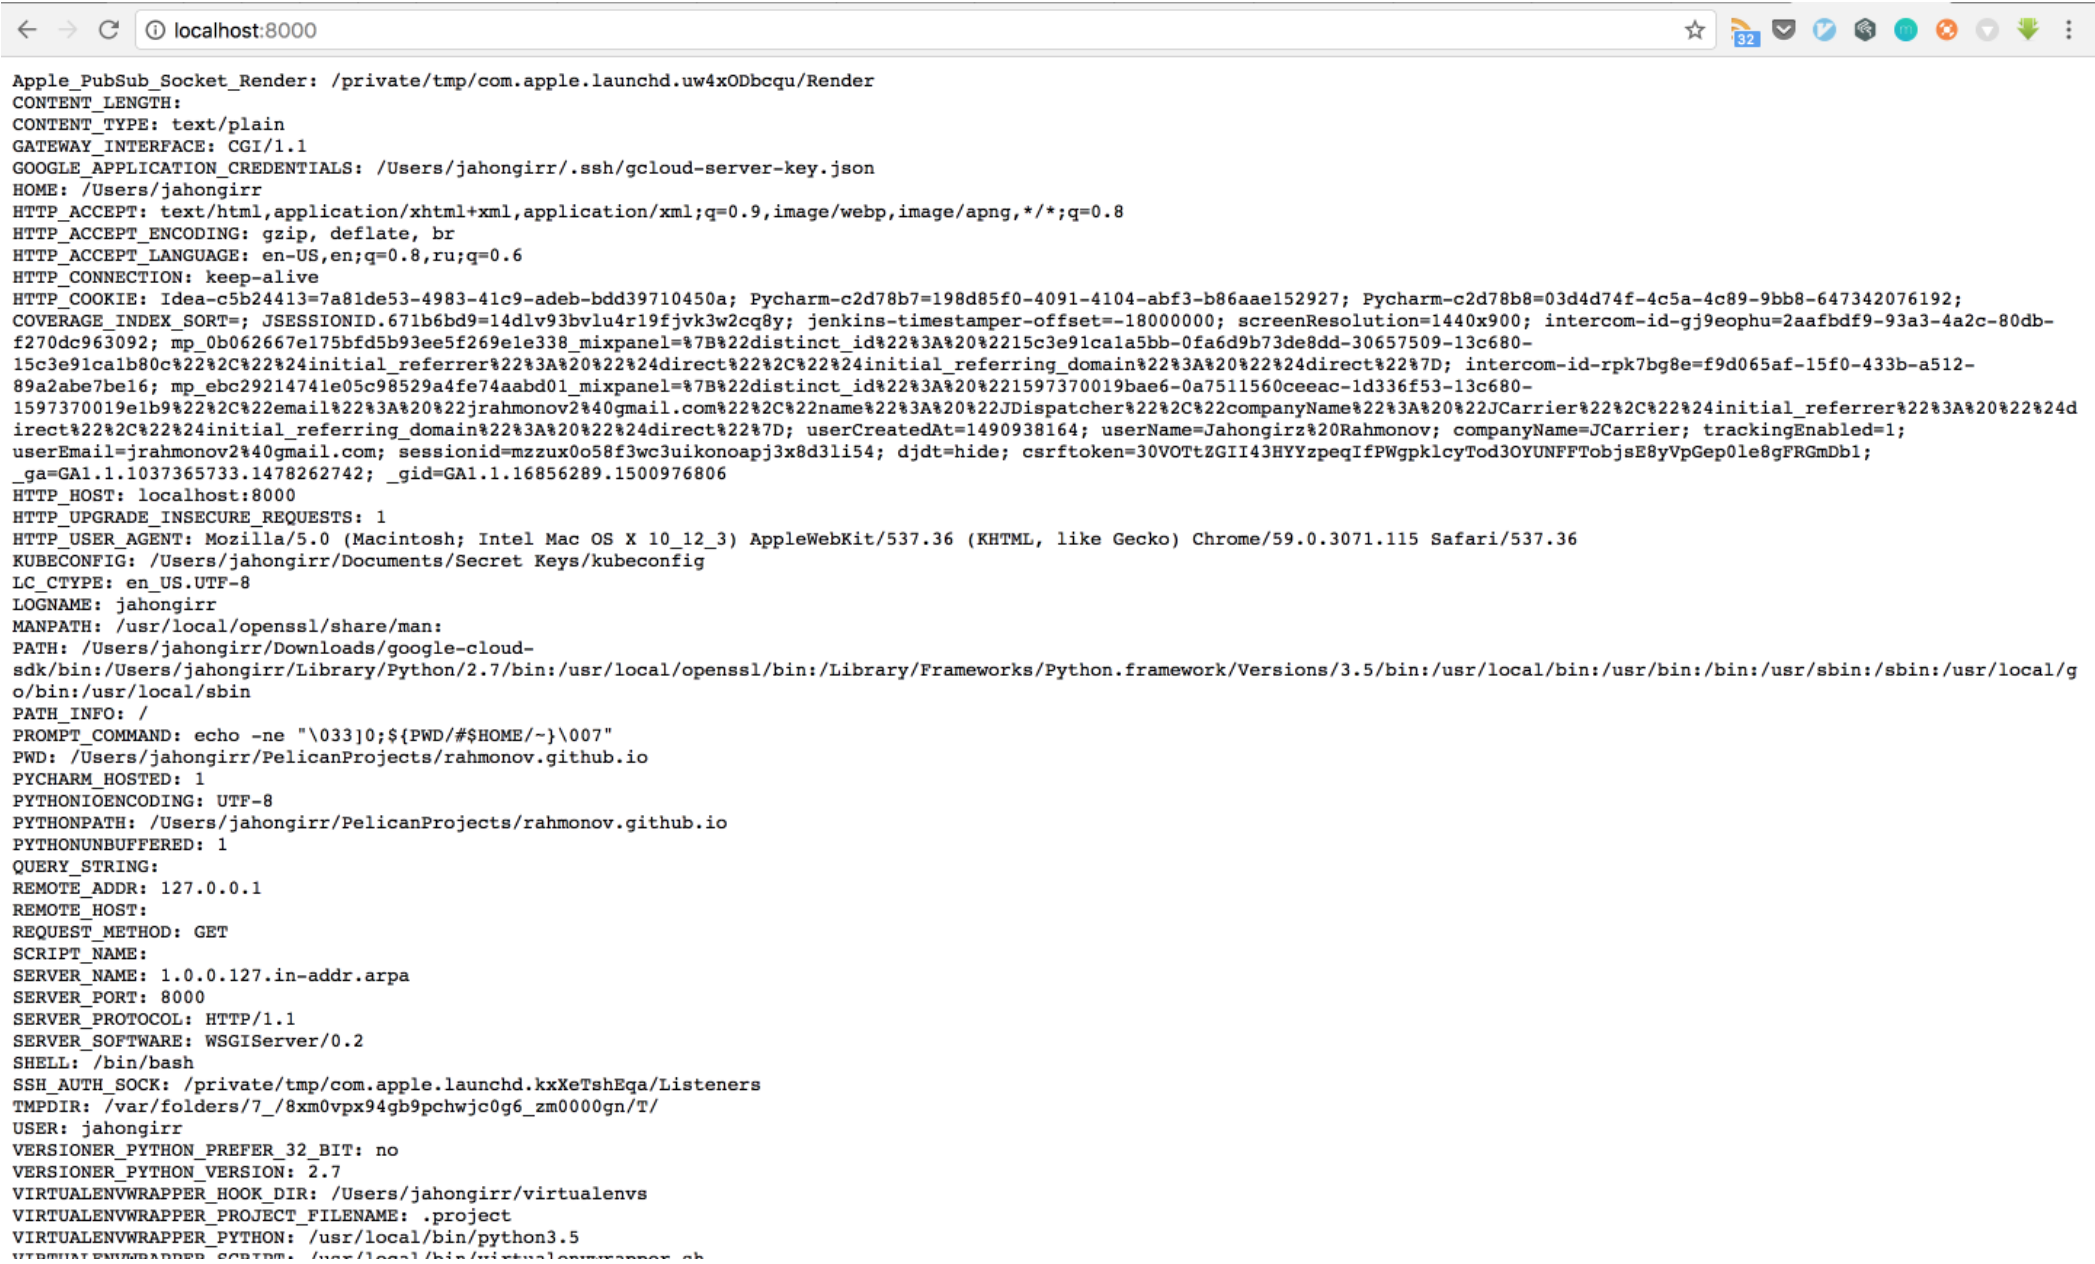 localhost:8000
32
Apple_PubSub_Socket_Render: /private/tmp/com.apple.launchd.uw4xODbcqu/Render
CONTENT_LENGTH:
CONTENT_TYPE: text/plain
GATEWAY_INTERFACE: CGI/1.1
GOOGLE_APPLICATION_CREDENTIALS: /Users/jahongirr/.ssh/gcloud-server-key.json
HOME: /Users/jahongirr
HTTP_ACCEPT: text/html,application/xhtml+xml,application/xml;q=0.9,image/webp,image/apng,*/*;q=0.8
HTTP_ACCEPT_ENCODING: gzip, deflate, br
HTTP_ACCEPT_LANGUAGE: en-US,en;q=0.8,ru;q=0.6
HTTP_CONNECTION: keep-alive
HTTP_COOKIE: Idea-c5b24413=7a81de53-4983-41c9-adeb-bdd39710450a; Pycharm-c2d78b7=198d85f0-4091-4104-abf3-b86aae152927; Pycharm-c2d78b8=03d4d74f-4c5a-4c89-9bb8-647342076192;
COVERAGE_INDEX_SORT=; JSESSIONID.671b6bd9=14dlv93bvlu4r19fjvk3w2cq8y; jenkins-timestamper-offset=-18000000; screenResolution=1440x900; intercom-id-gj9eophu=2aafbdf9-93a3-4a2c-80db-
f270dc963092; mp_0b062667e175bfd5b93ee5f269e1e338_mixpanel=%7B%22distinct_id%22%3A%20%2215c3e91ca1a5bb-0fa6d9b73de8dd-30657509-13c680-
15c3e91ca1b80c%22%2C%22%24initial_referrer%22%3A%20%22%24direct%22%2C%22%24initial_referring_domain%22%3A%20%22%24direct%22%7D; intercom-id-rpk7bg8e=f9d065af-15f0-433b-a512-
89a2abe7be16; mp_ebc29214741e05c98529a4fe74aabd01_mixpanel=%7B%22distinct_id%22%3A%20%221597370019bae6-0a7511560ceeac-1d336f53-13c680-
1597370019e1b9%22%2C%22email%22%3A%20%22jrahmonov2%40gmail.com%22%2C%22name%22%3A%20%22JDispatcher%22%2C%22companyName%22%3A%20%22JCarrier%22%2C%22%24initial_referrer%22%3A%20%22%24d
irect%22%2C%22%24initial_referring_domain%22%3A%20%22%24direct%22%7D; userCreatedAt=1490938164; userName=Jahongirz%20Rahmonov; companyName=JCarrier; trackingEnabled=1;
userEmail=jrahmonov2%40gmail.com; sessionid=mzzux0o58f3wc3uikonoapj3x8d3li54; djdt=hide; csrftoken=30VOTtZGII43HYYzpeqIfPWgpklcyTod3OYUNFFTobjsE8yVpGep0le8gFRGmDb1;
_ga=GA1.1.1037365733.1478262742; _gid=GA1.1.16856289.1500976806
HTTP_HOST: localhost:8000
HTTP_UPGRADE_INSECURE_REQUESTS: 1
HTTP_USER_AGENT: Mozilla/5.0 (Macintosh; Intel Mac OS X 10_12_3) AppleWebKit/537.36 (KHTML, like Gecko) Chrome/59.0.3071.115 Safari/537.36
KUBECONFIG: /Users/jahongirr/Documents/Secret Keys/kubeconfig
LC_CTYPE: en_US.UTF-8
LOGNAME: jahongirr
MANPATH: /usr/local/openssl/share/man:
PATH: /Users/jahongirr/Downloads/google-cloud-
sdk/bin:/Users/jahongirr/Library/Python/2.7/bin:/usr/local/openssl/bin:/Library/Frameworks/Python.framework/Versions/3.5/bin:/usr/local/bin:/usr/bin:/bin:/usr/sbin:/sbin:/usr/local/g
o/bin:/usr/local/sbin
PATH_INFO: /
PROMPT_COMMAND: echo -ne "\033]0;${PWD/#$HOME/~}\007"
PWD: /Users/jahongirr/PelicanProjects/rahmonov.github.io
PYCHARM_HOSTED: 1
PYTHONIOENCODING: UTF-8
PYTHONPATH: /Users/jahongirr/PelicanProjects/rahmonov.github.io
PYTHONUNBUFFERED: 1
QUERY_STRING:
REMOTE_ADDR: 127.0.0.1
REMOTE_HOST:
REQUEST_METHOD: GET
SCRIPT_NAME:
SERVER_NAME: 1.0.0.127.in-addr.arpa
SERVER_PORT: 8000
SERVER_PROTOCOL: HTTP/1.1
SERVER_SOFTWARE: WSGIServer/0.2
SHELL: /bin/bash
SSH_AUTH_SOCK: /private/tmp/com.apple.launchd.kxXeTshEqa/Listeners
TMPDIR: /var/folders/7_/8xm0vpx94gb9pchwjc0g6_zm0000gn/T/
USER: jahongirr
VERSIONER_PYTHON_PREFER_32_BIT: no
VERSIONER_PYTHON_VERSION: 2.7
VIRTUALENVWRAPPER_HOOK_DIR: /Users/jahongirr/virtualenvs
VIRTUALENVWRAPPER_PROJECT_FILENAME: .project
VIRTUALENVWRAPPER_PYTHON: /usr/local/bin/python3.5
VIRTUALENVWRAPPER_SCRIPT: /usr/local/bin/virtualenvwrapper.sh